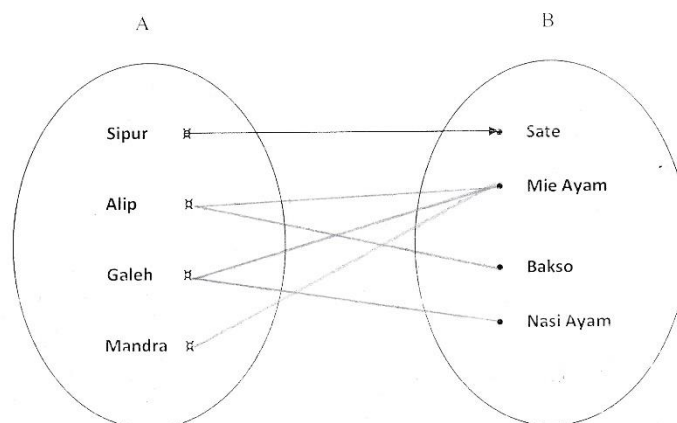 A
B
Sipur
Sate
Mie Ayam
Alip
Galeh
Bakso
Nasi Ayam
Mandra